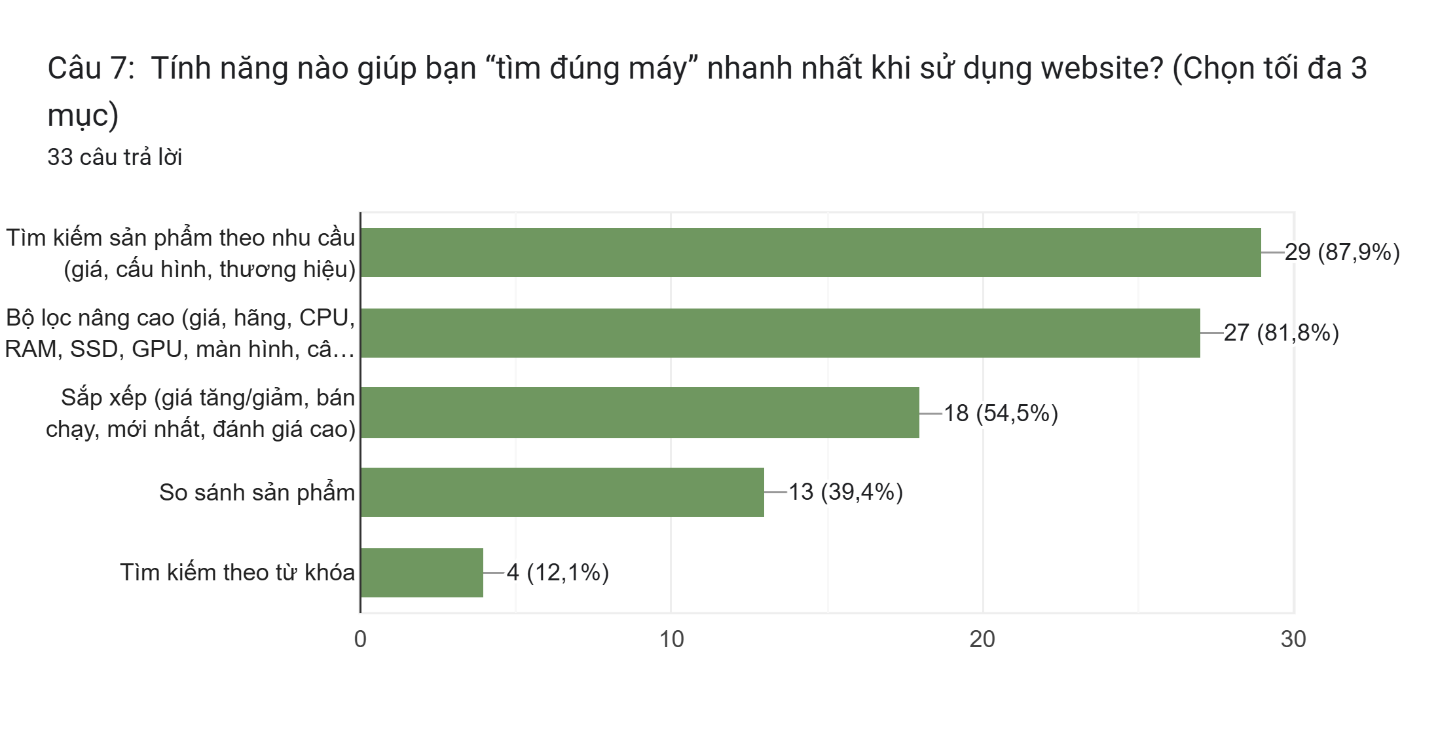 Câu 7:  Tính năng nào giúp bạn “tìm đúng máy” nhanh nhất khi sử dụng website? (Chọn tối đa 3
mục)
33 câu trả lời
Tìm kiếm sản phẩm theo nhu cầu
(giá, cấu hình, thương hiệu)
29 (87,9%)
Bộ lọc nâng cao (giá, hãng, CPU,
RAM, SSD, GPU, màn hình, câ…
27 (81,8%)
Sắp xếp (giá tăng/giảm, bán
chạy, mới nhất, đánh giá cao)
18 (54,5%)
So sánh sản phẩm
13 (39,4%)
Tìm kiếm theo từ khóa
4 (12,1%)
0 10 20 30